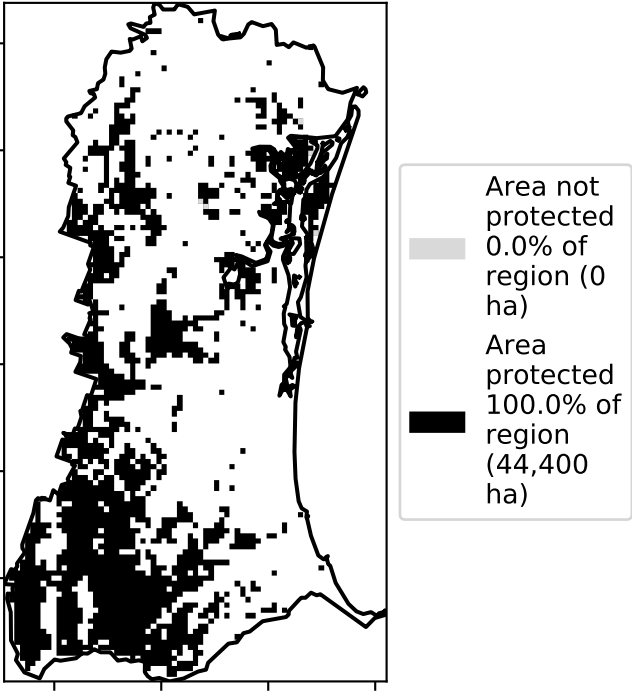 Area not
protected
0.0% of
region (0
ha)
Area
protected
100.0% of
region
(44,400
ha)